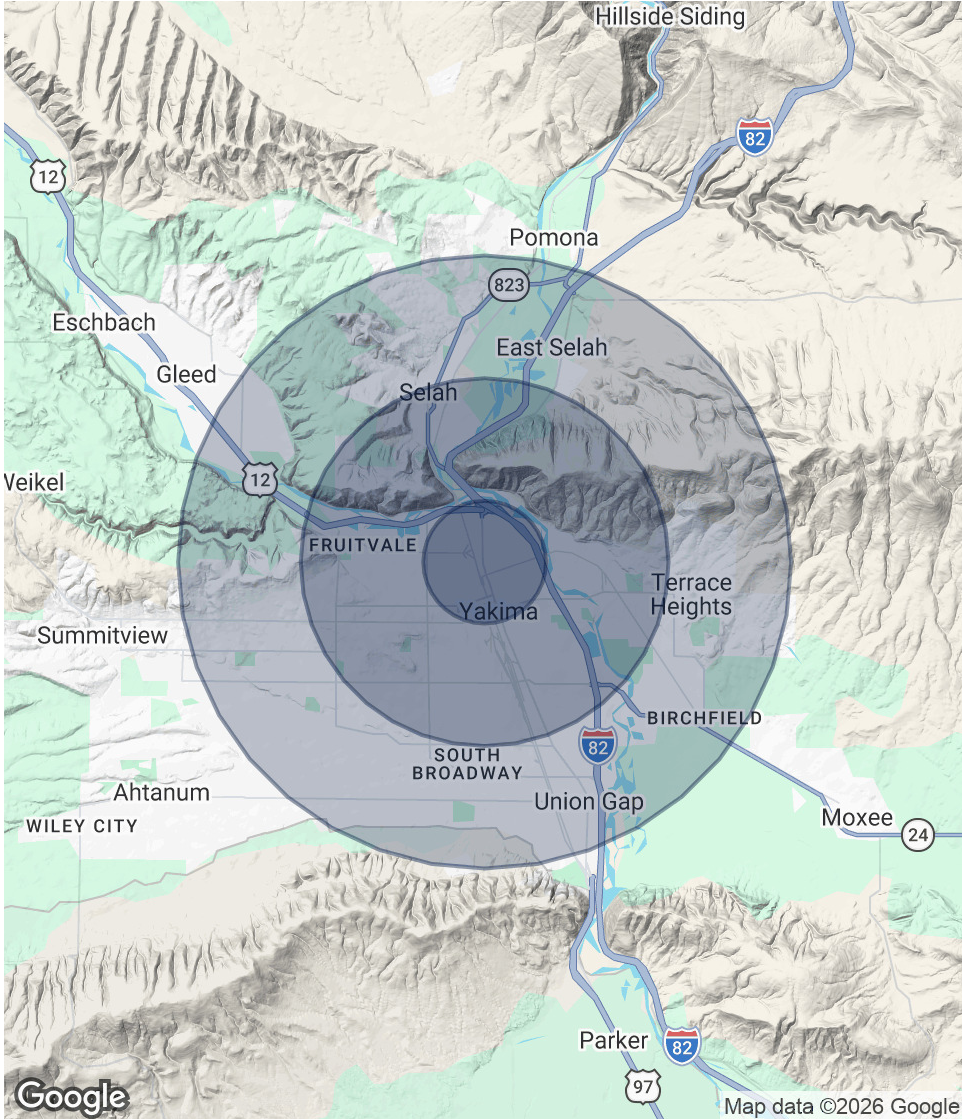 Hillside Siding
82
12
Pomona
823
Eschbach
East Selah
Gleed
Selah
12
Weikel
FRUITVALE
Terrace
Heights
Yakima
Summitview
BIRCHFIELD
82
SOUTH
BROADWAY
Ahtanum
Union Gap
WILEY CITY
Moxee
24
Parker
82
97
Google
Map data ©2026 Google